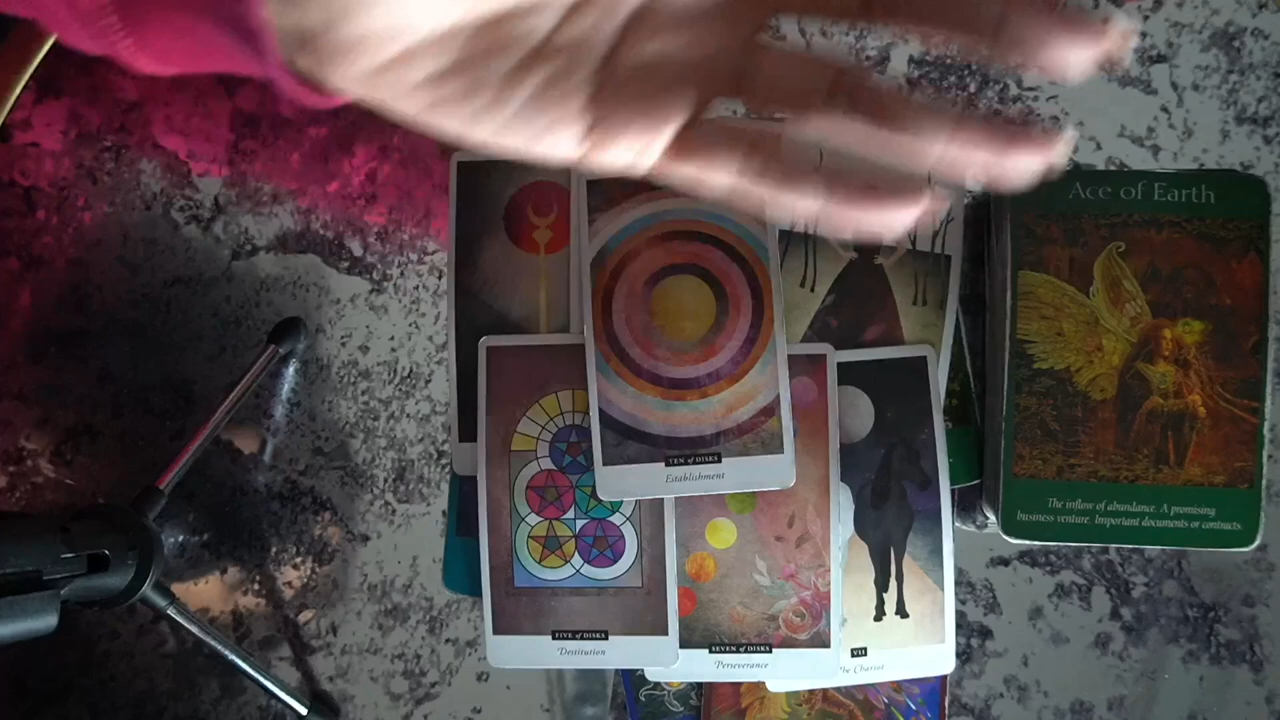 Ace of Earth
The inflow of abundance. A promising
business venture. Important documents or contracts.
TEN of DISKS
Establishment
FIVE of DISKS
Destitution
SEVEN of DISKS
Perseverance
VII
The Chariot